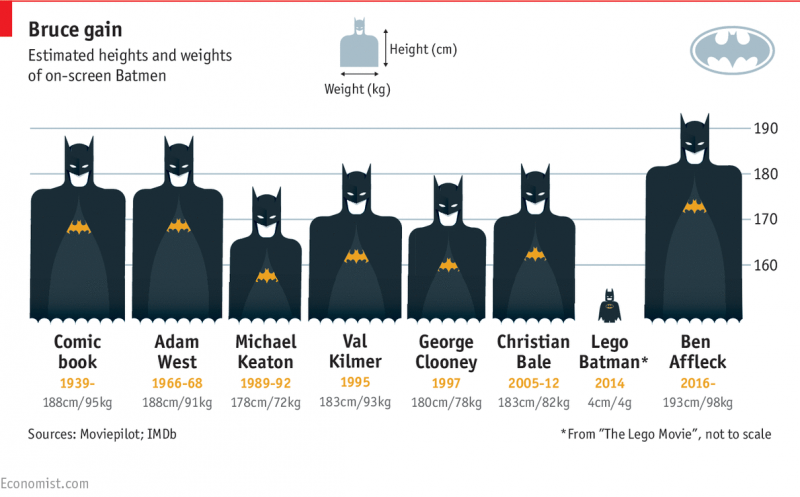 Bruce gain
Estimated heights and weights
of on-screen Batmen
Height (cm)
Weight (kg)
190
180
170
160
Comic
book
1939-
188cm/95kg
Adam
West
1966-68
188cm/91kg
Michael
Keaton
1989-92
178cm/72kg
Val
Kilmer
1995
183cm/93kg
George
Clooney
1997
180cm/78kg
Christian
Bale
2005-12
183cm/82kg
Lego
Batman*
2014
4cm/4g
Ben
Affleck
2016-
193cm/98kg
Sources: Moviepilot; IMDb
*From "The Lego Movie", not to scale
Economist.com